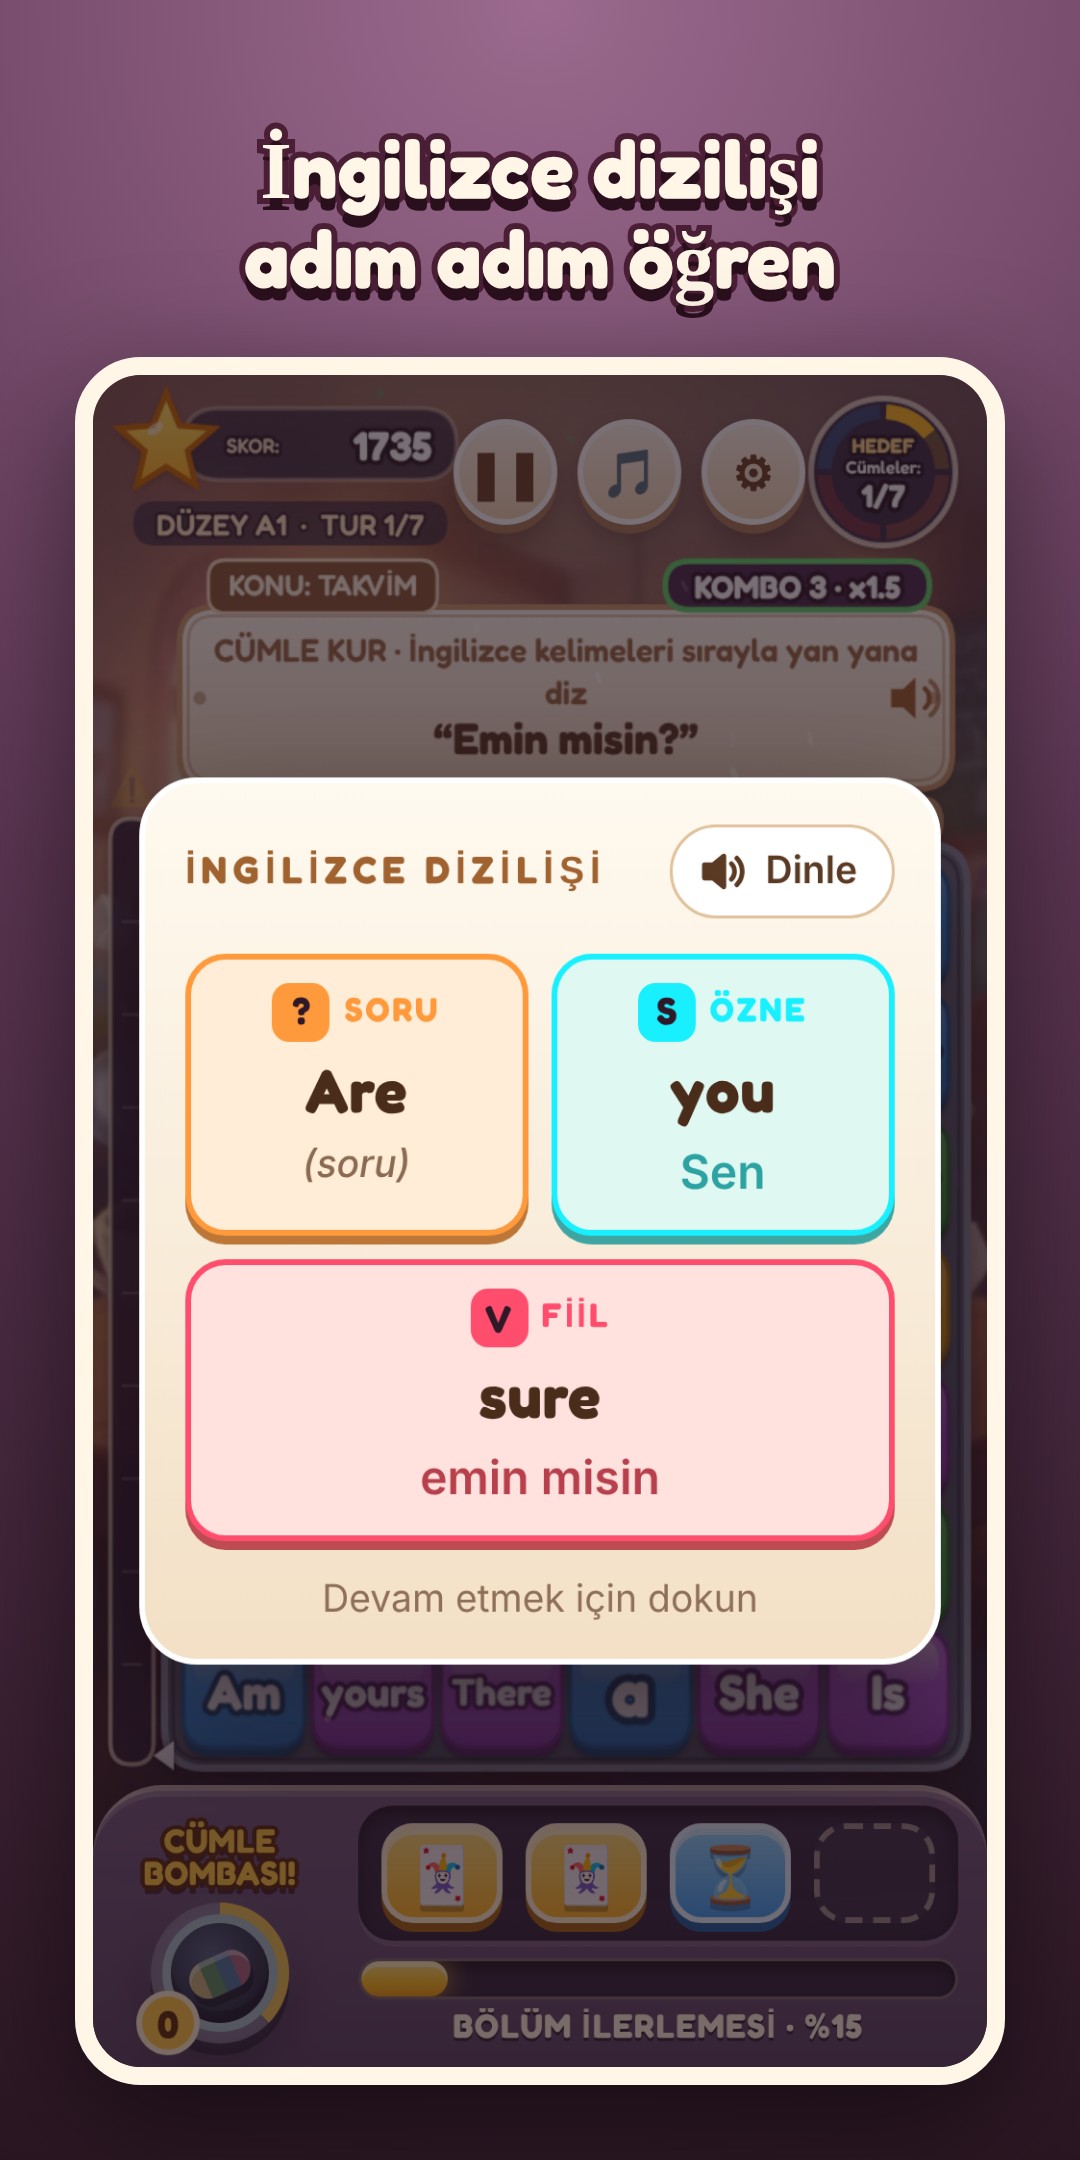 İngilizce dizilişi
adım adım öğren
SKOR: 1735
HEDEF
Cümleler:
1/7
DÜZEY A1 · TUR 1/7
KONU: TAKVİM
KOMBO 3 · x1.5
CÜMLE KUR · İngilizce kelimeleri sırayla yan yana
diz
“Emin misin?”
İNGİLİZCE DİZİLİŞİ
Dinle
? SORU
Are
(soru)
S ÖZNE
you
Sen
V FİİL
sure
emin misin
Devam etmek için dokun
Am yours There a She Is
CÜMLE
BOMBASI!
0
BÖLÜM İLERLEMESİ · %15